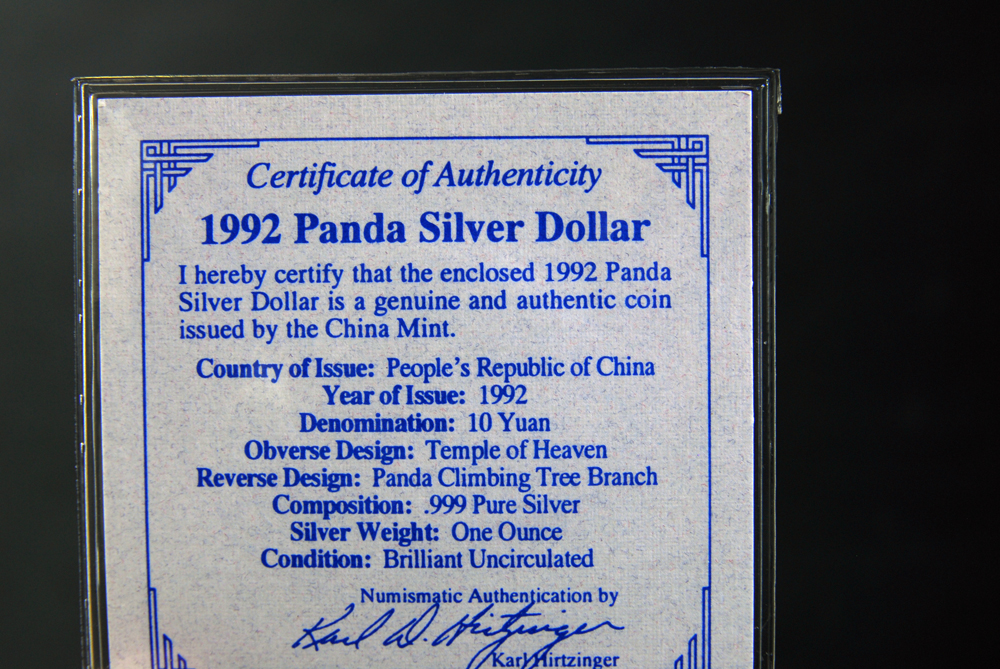 Certificate of Authenticity
1992 Panda Silver Dollar
I hereby certify that the enclosed 1992 Panda
Silver Dollar is a genuine and authentic coin
issued by the China Mint.
Country of Issue: People's Republic of China
Year of Issue: 1992
Denomination: 10 Yuan
Obverse Design: Temple of Heaven
Reverse Design: Panda Climbing Tree Branch
Composition: .999 Pure Silver
Silver Weight: One Ounce
Condition: Brilliant Uncirculated
Numismatic Authentication by
Karl D. Hirtzinger
Karl Hirtzinger